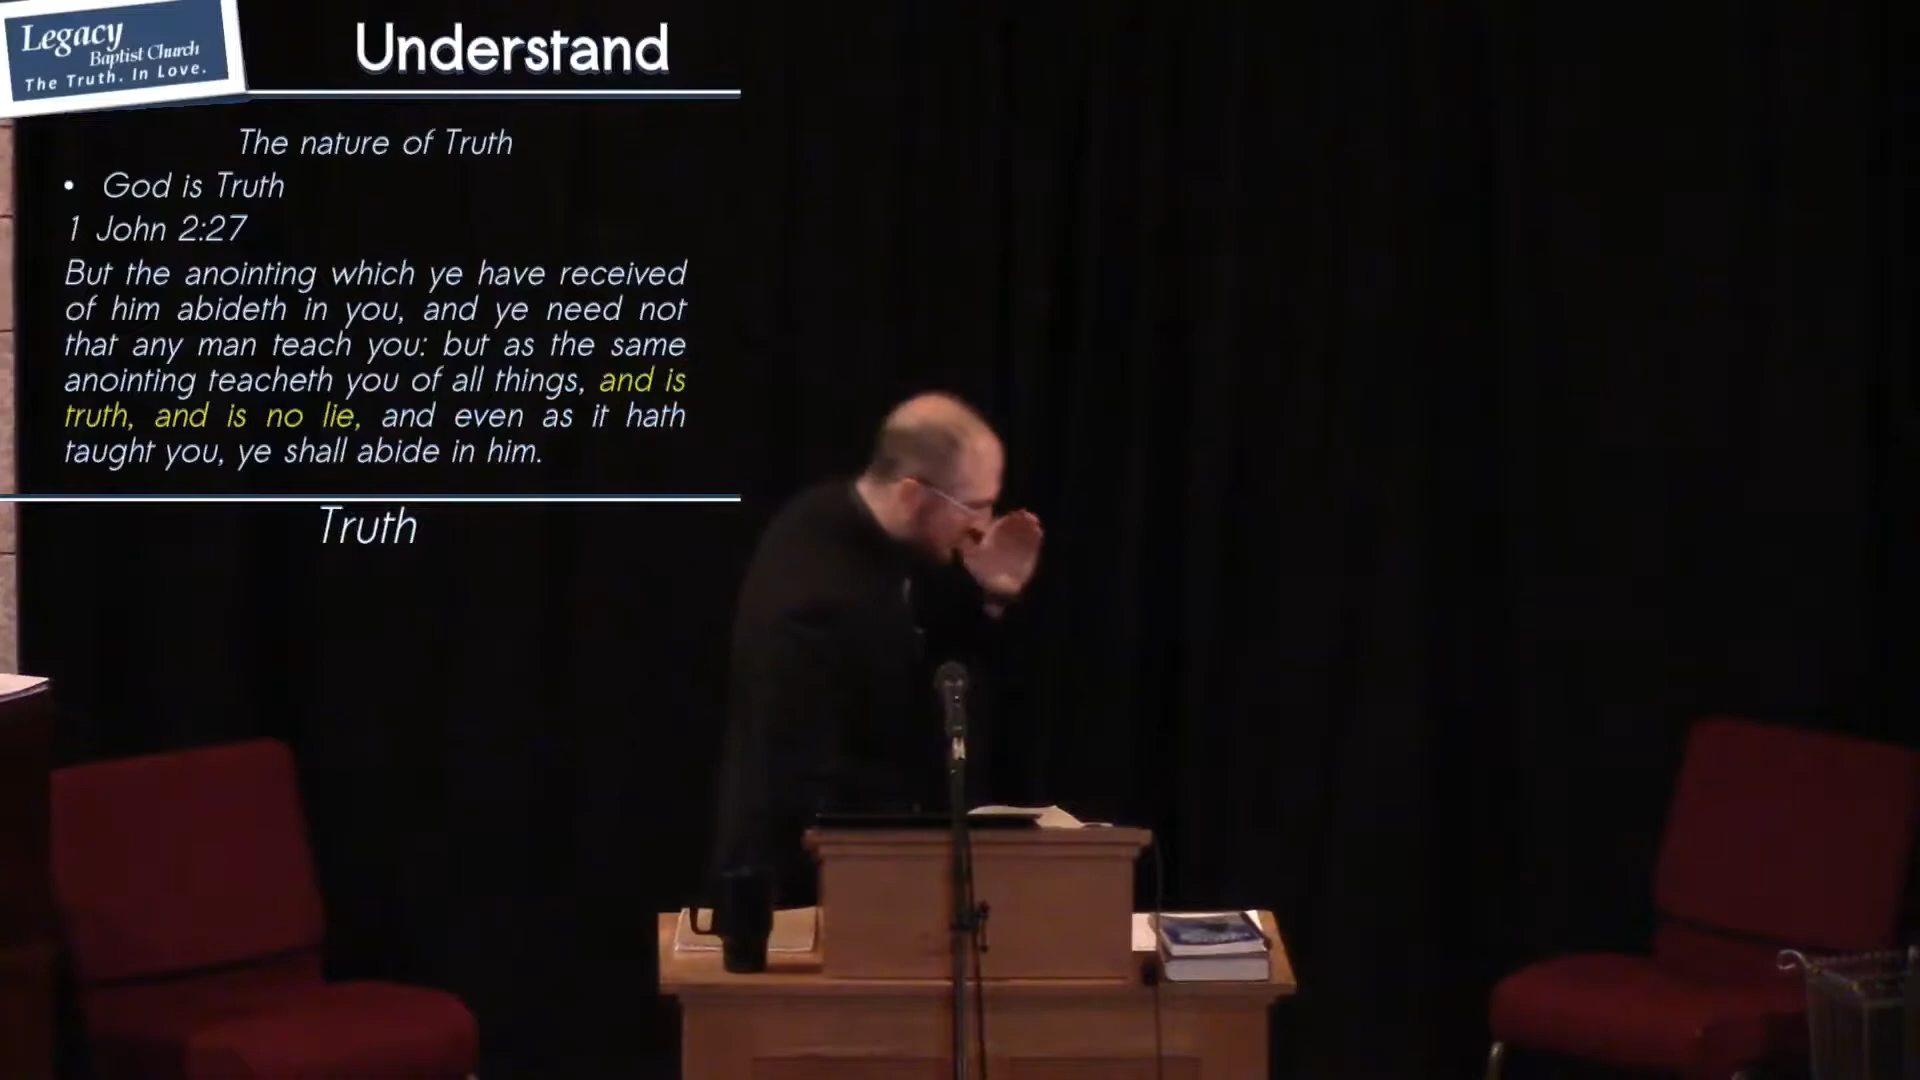 Legacy
Baptist Church
The Truth. In Love.
Understand
The nature of Truth
• God is Truth
1 John 2:27
But the anointing which ye have received
of him abideth in you, and ye need not
that any man teach you: but as the same
anointing teacheth you of all things, and is
truth, and is no lie, and even as it hath
taught you, ye shall abide in him.
Truth